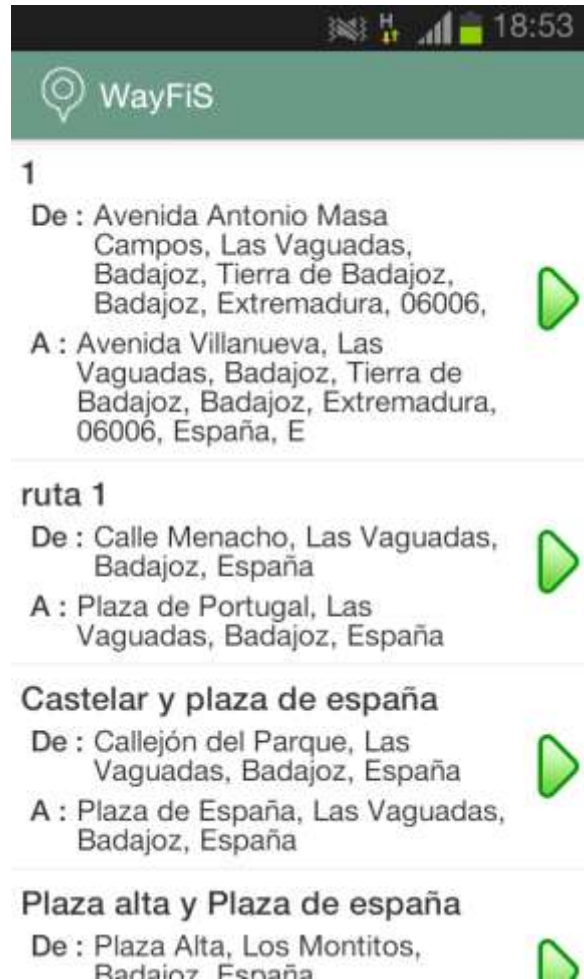 H 18:53
WayFiS
1
De : Avenida Antonio Masa
Campos, Las Vaguadas,
Badajoz, Tierra de Badajoz,
Badajoz, Extremadura, 06006,
A : Avenida Villanueva, Las
Vaguadas, Badajoz, Tierra de
Badajoz, Badajoz, Extremadura,
06006, España, E
ruta 1
De : Calle Menacho, Las Vaguadas,
Badajoz, España
A : Plaza de Portugal, Las
Vaguadas, Badajoz, España
Castelar y plaza de españa
De : Callejón del Parque, Las
Vaguadas, Badajoz, España
A : Plaza de España, Las Vaguadas,
Badajoz, España
Plaza alta y Plaza de españa
De : Plaza Alta, Los Montitos,
Badajoz, España